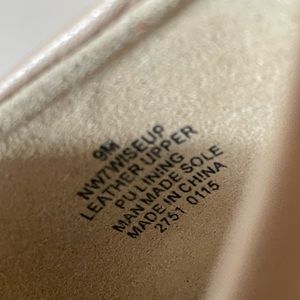 9M
NW7WISEUP
LEATHER UPPER
PU LINING
MAN MADE SOLE
MADE IN CHINA
2751 0115